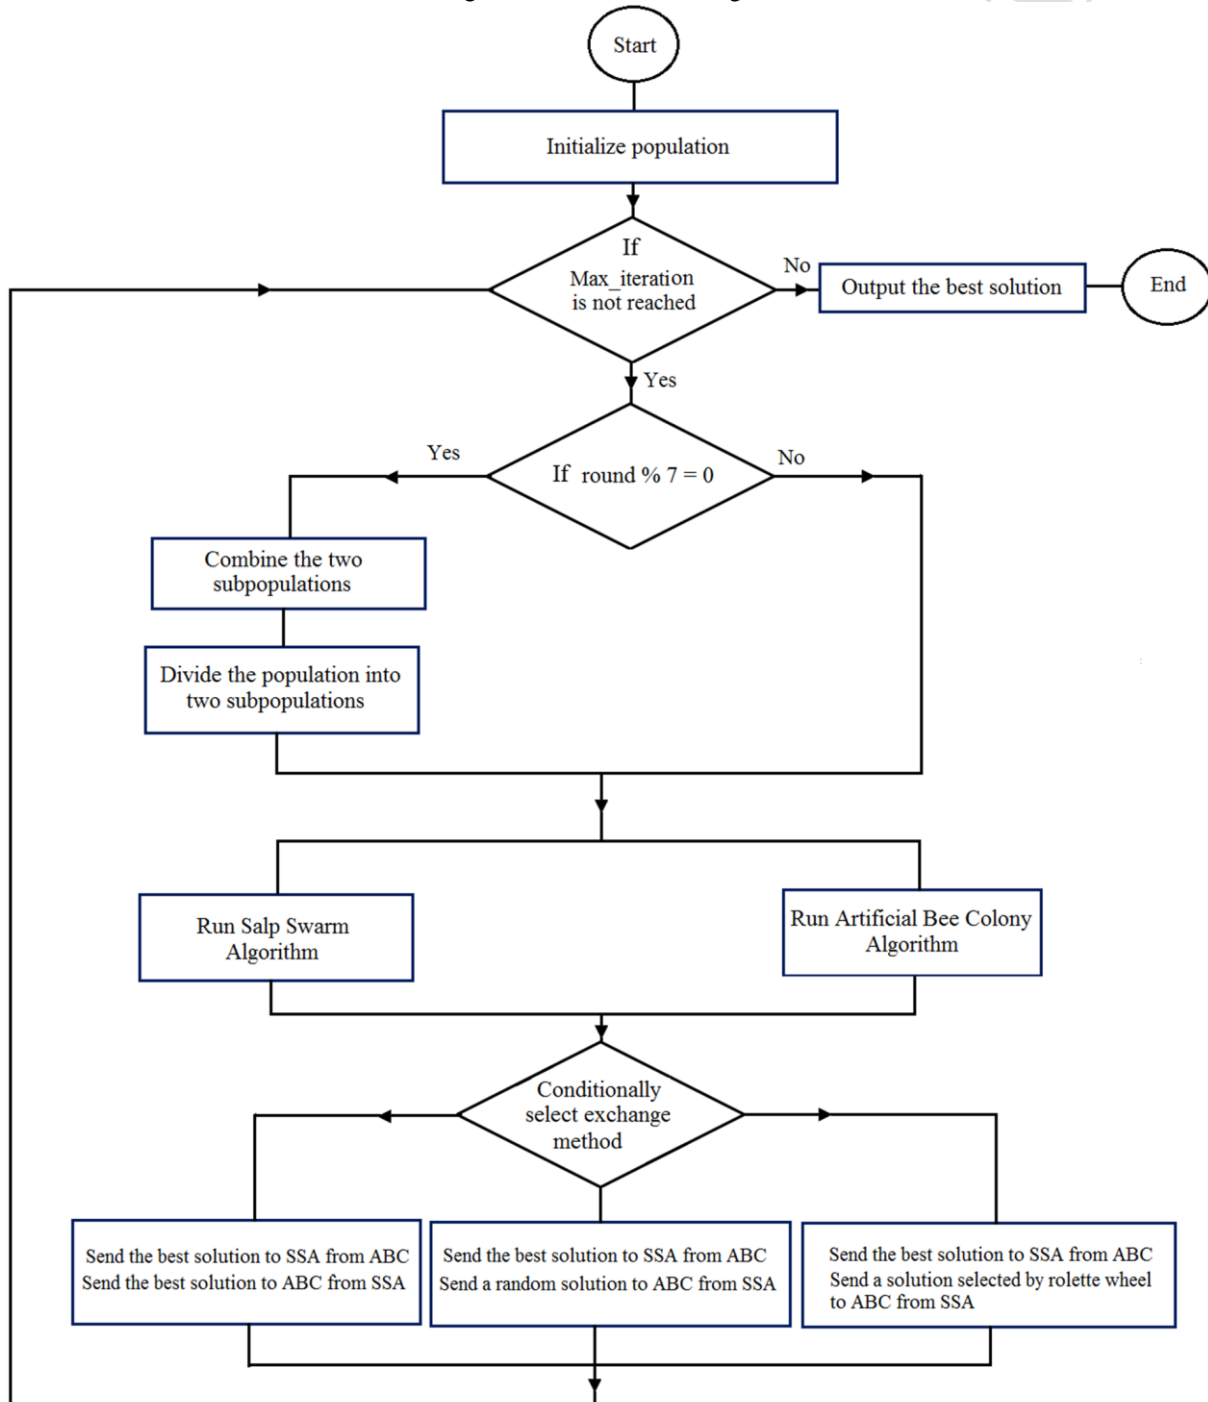 Start
Initialize population
If
Max_iteration
is not reached
No
Output the best solution
End
Yes
If round % 7 = 0
Yes
No
Combine the two
subpopulations
Divide the population into
two subpopulations
Run Salp Swarm
Algorithm
Run Artificial Bee Colony
Algorithm
Conditionally
select exchange
method
Send the best solution to SSA from ABC
Send the best solution to ABC from SSA
Send the best solution to SSA from ABC
Send a random solution to ABC from SSA
Send the best solution to SSA from ABC
Send a solution selected by rolette wheel
to ABC from SSA